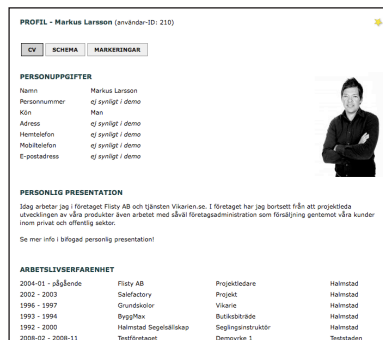 PROFIL - Markus Larsson (användar-ID: 210)
CV SCHEMA MARKERINGAR
PERSONUPPGIFTER
Namn Markus Larsson
Personnummer ej synligt i demo
Kön Man
Adress ej synligt i demo
Hemtelefon ej synligt i demo
Mobiltelefon ej synligt i demo
E-postadress ej synligt i demo
PERSONLIG PRESENTATION
Idag arbetar jag i företaget Flisty AB och tjänsten Vikarien.se. I företaget har jag bortsett från att projektleda
utvecklingen av våra produkter även arbetet med såväl företagsadministration som försäljning gentemot våra kunder
inom privat och offentlig sektor.
Se mer info i bifogad personlig presentation!
ARBETSLIVSERFARENHET
2004-01 - pågående Flisty AB Projektledare Halmstad
2002 - 2003 Salefactory Projekt Halmstad
1996 - 1997 Grundskolor Vikarie Halmstad
1993 - 1994 ByggMax Butiksbiträde Halmstad
1992 - 2000 Halmstad Segelsällskap Seglingsinstruktör Halmstad
2008-02 - 2008-11 Testföretaget Demoyrke 1 Teststaden